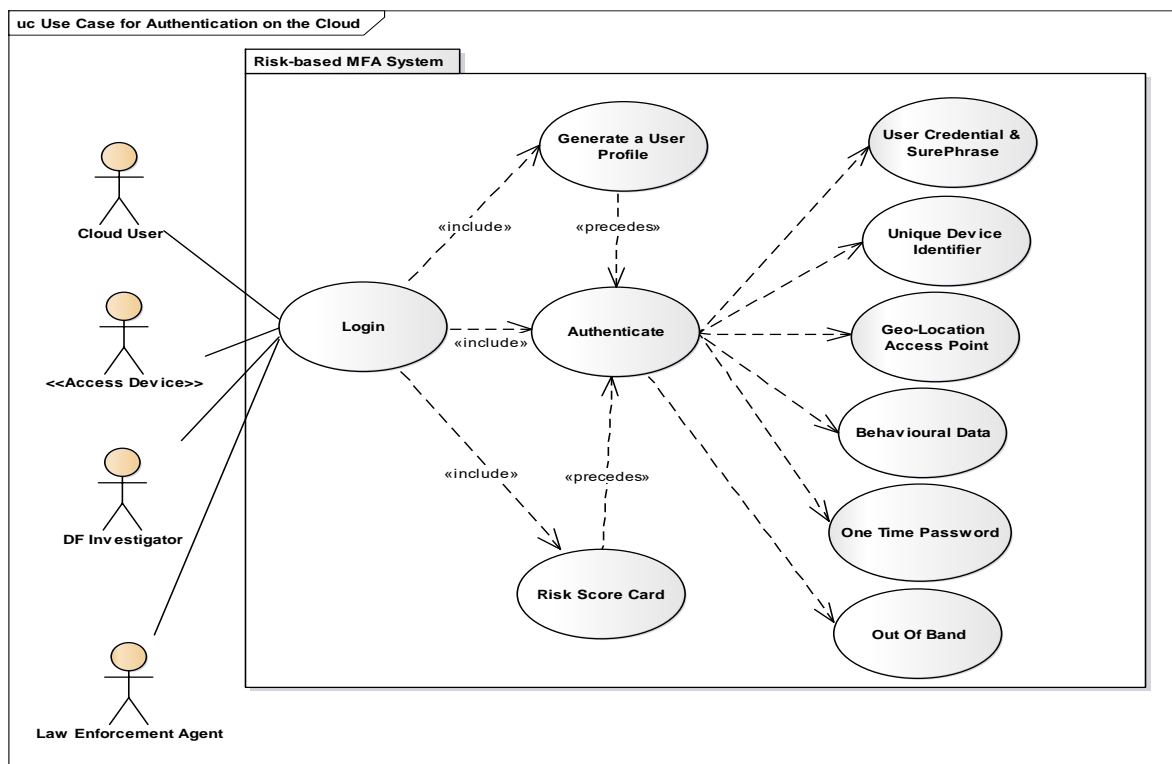 uc Use Case for Authentication on the Cloud
Risk-based MFA System
Cloud User
<<Access Device>>
DF Investigator
Law Enforcement Agent
Login
Generate a User
Profile
«include»
«precedes»
«include»
Authenticate
«include»
«precedes»
Risk Score Card
User Credential &
SurePhrase
Unique Device
Identifier
Geo-Location
Access Point
Behavioural Data
One Time Password
Out Of Band